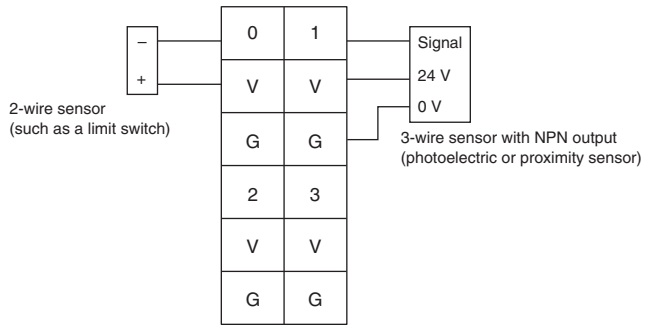 –
+
2-wire sensor
(such as a limit switch)
0 1
V V
G G
2 3
V V
G G
Signal
24 V
0 V
3-wire sensor with NPN output
(photoelectric or proximity sensor)